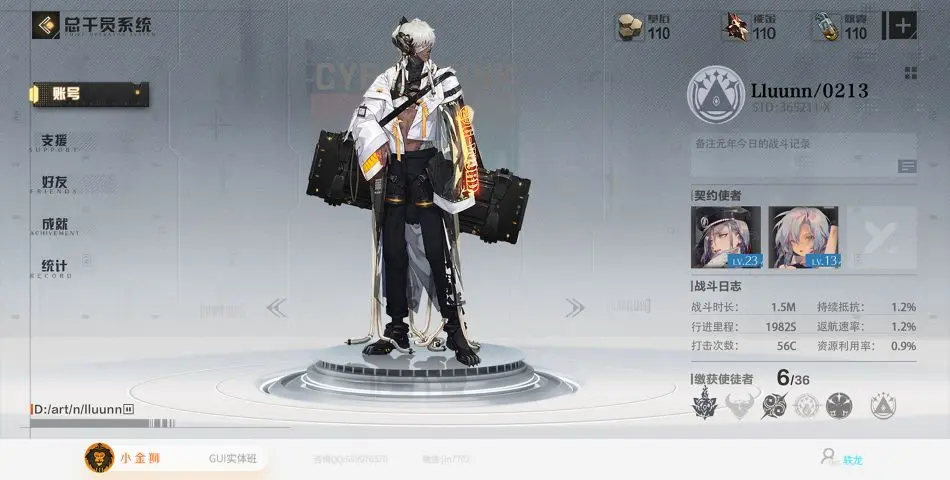 总干员系统
110
110
110
账号
支援
SUPPORT
好友
FRIENDS
成就
ACHIEVEMENT
统计
RECORD
Lluunn/0213
备注元年今日的战斗记录
契约使者
LV.23
LV.13
战斗日志
战斗时长： 1.5M 持续抵抗： 1.2%
行进里程： 1982S 返航速率： 1.2%
打击次数： 56C 资源利用率： 0.9%
缴获使徒者 6/36
D:/art/n/lluunn
小金狮 GUI实体班